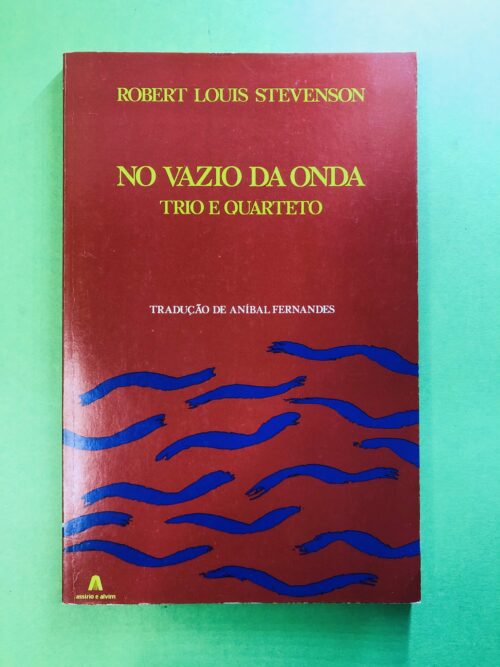 ROBERT LOUIS STEVENSON
NO VAZIO DA ONDA
TRIO E QUARTETO
TRADUÇÃO DE ANÍBAL FERNANDES
assírio e alvim